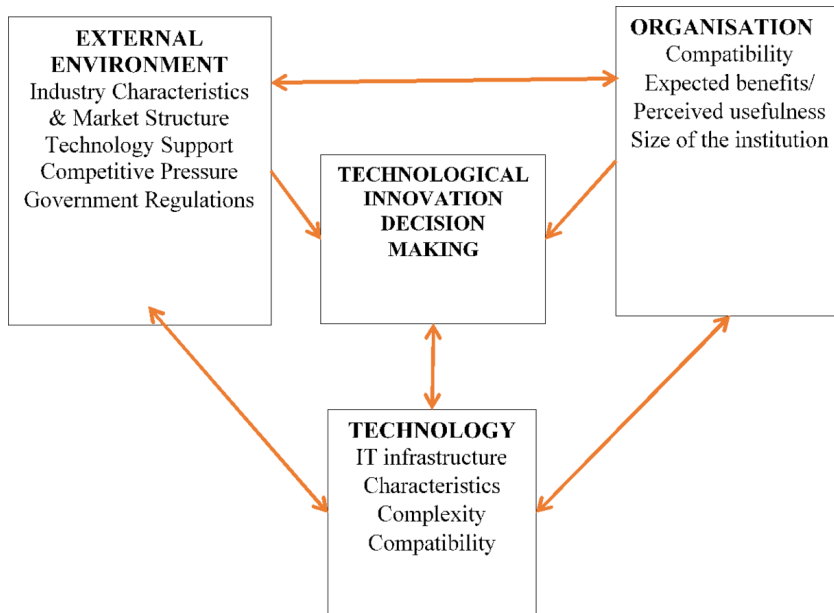 EXTERNAL
ENVIRONMENT
Industry Characteristics
& Market Structure
Technology Support
Competitive Pressure
Government Regulations
ORGANISATION
Compatibility
Expected benefits/
Perceived usefulness
Size of the institution
TECHNOLOGICAL
INNOVATION
DECISION
MAKING
TECHNOLOGY
IT infrastructure
Characteristics
Complexity
Compatibility